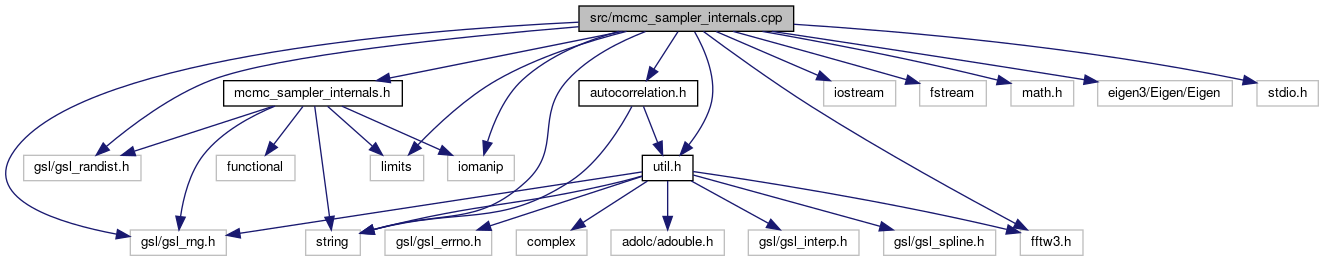 src/mcmc_sampler_internals.cpp
mcmc_sampler_internals.h
autocorrelation.h
iostream
fstream
math.h
eigen3/Eigen/Eigen
stdio.h
gsl/gsl_randist.h
functional
limits
iomanip
util.h
gsl/gsl_rng.h
string
gsl/gsl_errno.h
complex
adolc/adouble.h
gsl/gsl_interp.h
gsl/gsl_spline.h
fftw3.h